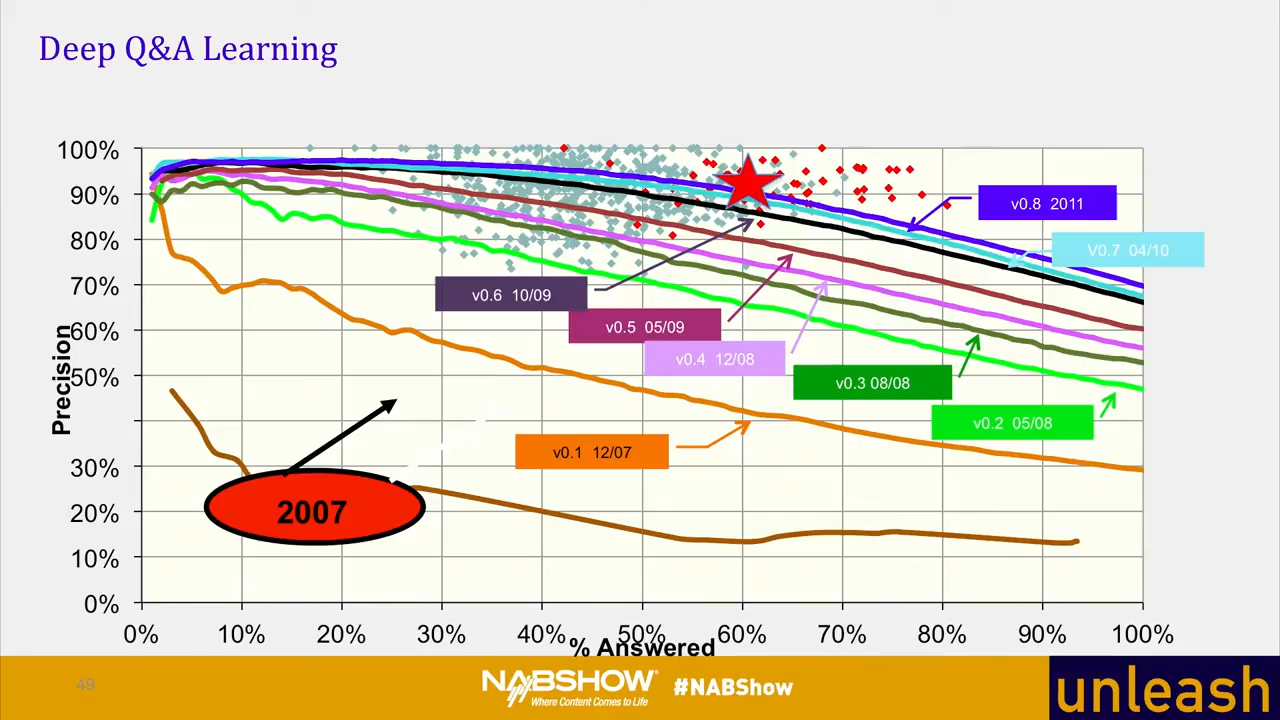 Deep Q&A Learning
100%
90%
80%
70%
60%
50%
30%
20%
10%
0%
Precision
v0.8 2011
V0.7 04/10
v0.6 10/09
v0.5 05/09
v0.4 12/08
v0.3 08/08
v0.2 05/08
v0.1 12/07
2007
0% 10% 20% 30% 40% 50% 60% 70% 80% 90% 100%
% Answered
49
NABSHOW®
Where Content Comes to Life
#NABShow
unleash